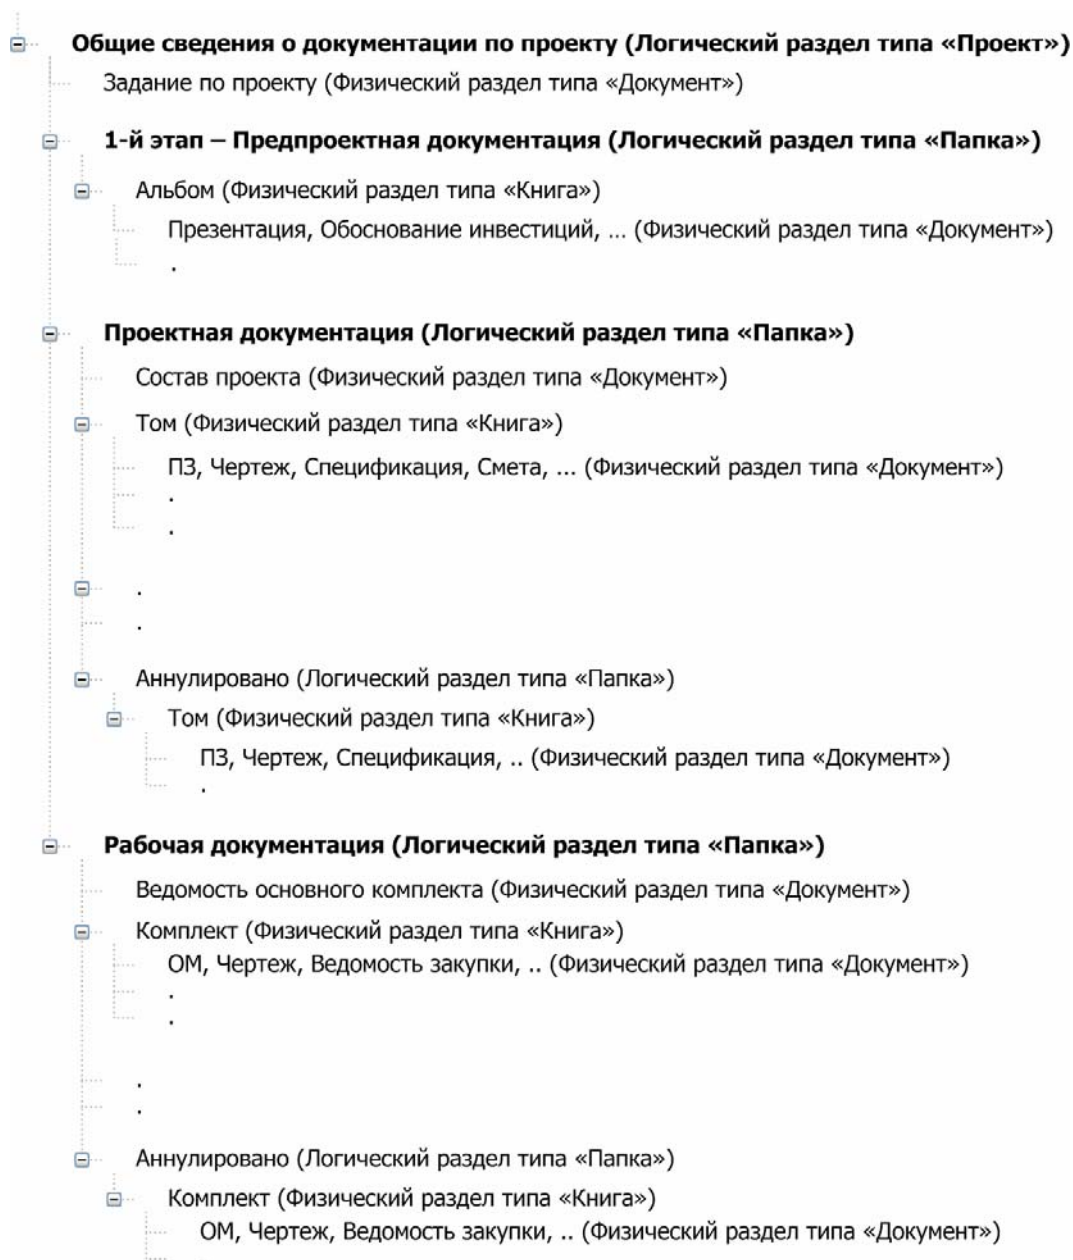 Общие сведения о документации по проекту (Логический раздел типа «Проект»)
Задание по проекту (Физический раздел типа «Документ»)
1-й этап – Предпроектная документация (Логический раздел типа «Папка»)
Альбом (Физический раздел типа «Книга»)
Презентация, Обоснование инвестиций, ... (Физический раздел типа «Документ»)
.
Проектная документация (Логический раздел типа «Папка»)
Состав проекта (Физический раздел типа «Документ»)
Том (Физический раздел типа «Книга»)
ПЗ, Чертеж, Спецификация, Смета, ... (Физический раздел типа «Документ»)
.
.
.
.
Аннулировано (Логический раздел типа «Папка»)
Том (Физический раздел типа «Книга»)
ПЗ, Чертеж, Спецификация, .. (Физический раздел типа «Документ»)
.
Рабочая документация (Логический раздел типа «Папка»)
Ведомость основного комплекта (Физический раздел типа «Документ»)
Комплект (Физический раздел типа «Книга»)
ОМ, Чертеж, Ведомость закупки, .. (Физический раздел типа «Документ»)
.
.
.
.
Аннулировано (Логический раздел типа «Папка»)
Комплект (Физический раздел типа «Книга»)
ОМ, Чертеж, Ведомость закупки, .. (Физический раздел типа «Документ»)